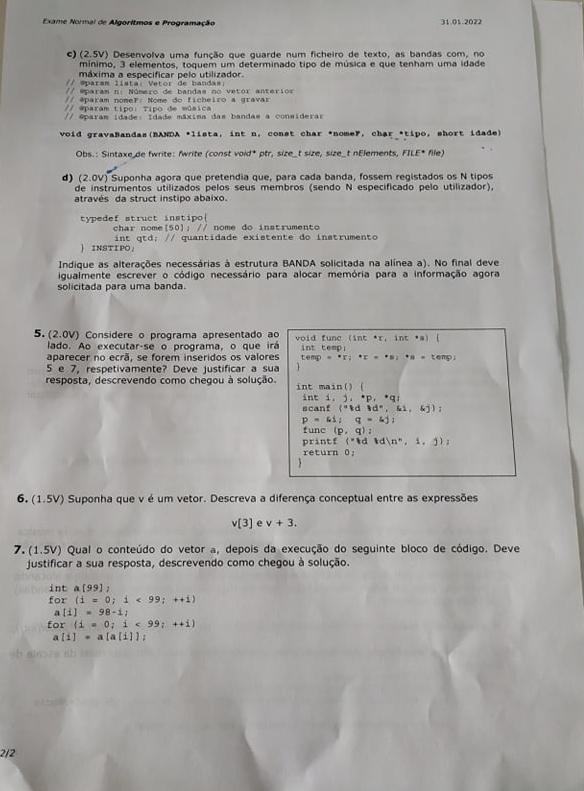 Exame Normal de Algoritmos e Programação 31.01.2022
c) (2.5V) Desenvolva uma função que guarde num ficheiro de texto, as bandas com, no
mínimo, 3 elementos, toquem um determinado tipo de música e que tenham uma idade
máxima a especificar pelo utilizador.
// @param lista: Vetor de bandas;
// @param n: Número de bandas no vetor anterior
// @param nomeF: Nome do ficheiro a gravar
// @param tipo: Tipo de música
// @param idade: Idade máxima das bandas a considerar
void gravaBandas(BANDA *lista, int n, const char *nomeF, char *tipo, short idade)
Obs.: Sintaxe de fwrite: fwrite (const void* ptr, size_t size, size_t nElements, FILE* file)
d) (2.0V) Suponha agora que pretendia que, para cada banda, fossem registados os N tipos
de instrumentos utilizados pelos seus membros (sendo N especificado pelo utilizador),
através da struct instipo abaixo.
typedef struct instipo{
char nome[50]; // nome do instrumento
int qtd; // quantidade existente do instrumento
} INSTIPO;
Indique as alterações necessárias à estrutura BANDA solicitada na alínea a). No final deve
igualmente escrever o código necessário para alocar memória para a informação agora
solicitada para uma banda.
5. (2.0V) Considere o programa apresentado ao
lado. Ao executar-se o programa, o que irá
aparecer no ecrã, se forem inseridos os valores
5 e 7, respetivamente? Deve justificar a sua
resposta, descrevendo como chegou à solução.
void func (int *r, int *s) {
int temp;
temp = *r; *r = *s; *s = temp;
}
int main() {
int i, j, *p, *q;
scanf ("%d %d", &i, &j);
p = &i; q = &j;
func (p, q);
printf ("%d %d\n", i, j);
return 0;
}
6. (1.5V) Suponha que v é um vetor. Descreva a diferença conceptual entre as expressões
v[3] e v + 3.
7. (1.5V) Qual o conteúdo do vetor a, depois da execução do seguinte bloco de código. Deve
justificar a sua resposta, descrevendo como chegou à solução.
int a[99];
for (i = 0; i < 99; ++i)
a[i] = 98-i;
for (i = 0; i < 99; ++i)
a[i] = a[a[i]];
2/2